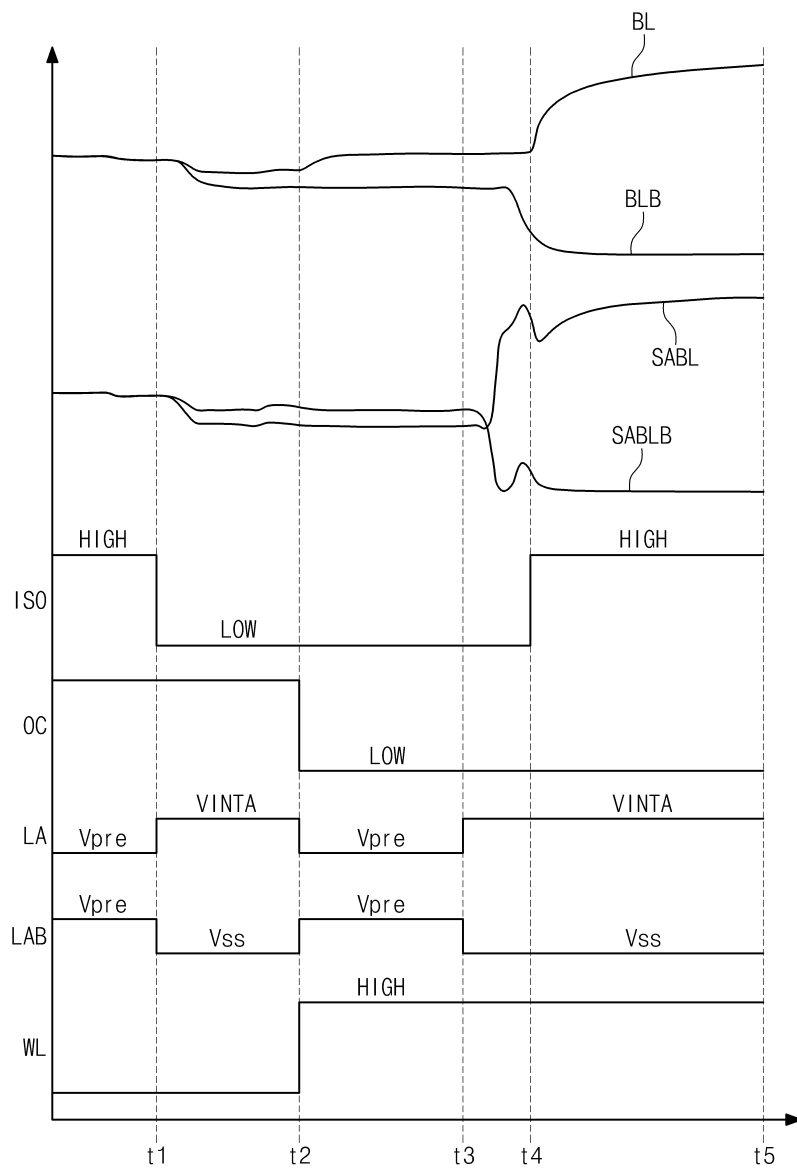 BL
BLB
SABL
SABLB
HIGH
HIGH
ISO
LOW
OC
LOW
VINTA
VINTA
LA
Vpre
Vpre
Vpre
Vpre
LAB
Vss
Vss
HIGH
WL
t1
t2
t3
t4
t5